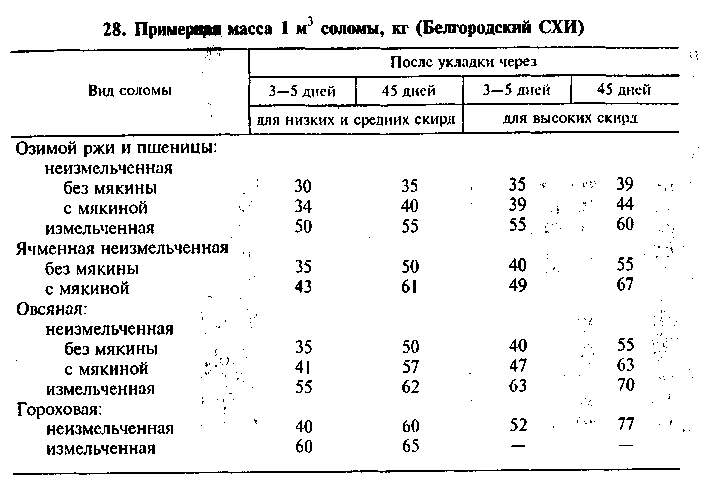 28. Примерная масса 1 м³ соломы, кг (Белгородский СХИ)
После укладки через
Вид соломы
3—5 дней 45 дней 3—5 дней 45 дней
для низких и средних скирд для высоких скирд
Озимой ржи и пшеницы:
неизмельченная
без мякины 30 35 35 39
с мякиной 34 40 39 44
измельченная 50 55 55 60
Ячменная неизмельченная
без мякины 35 50 40 55
с мякиной 43 61 49 67
Овсяная:
неизмельченная
без мякины 35 50 40 55
с мякиной 41 57 47 63
измельченная 55 62 63 70
Гороховая:
неизмельченная 40 60 52 77
измельченная 60 65 — —